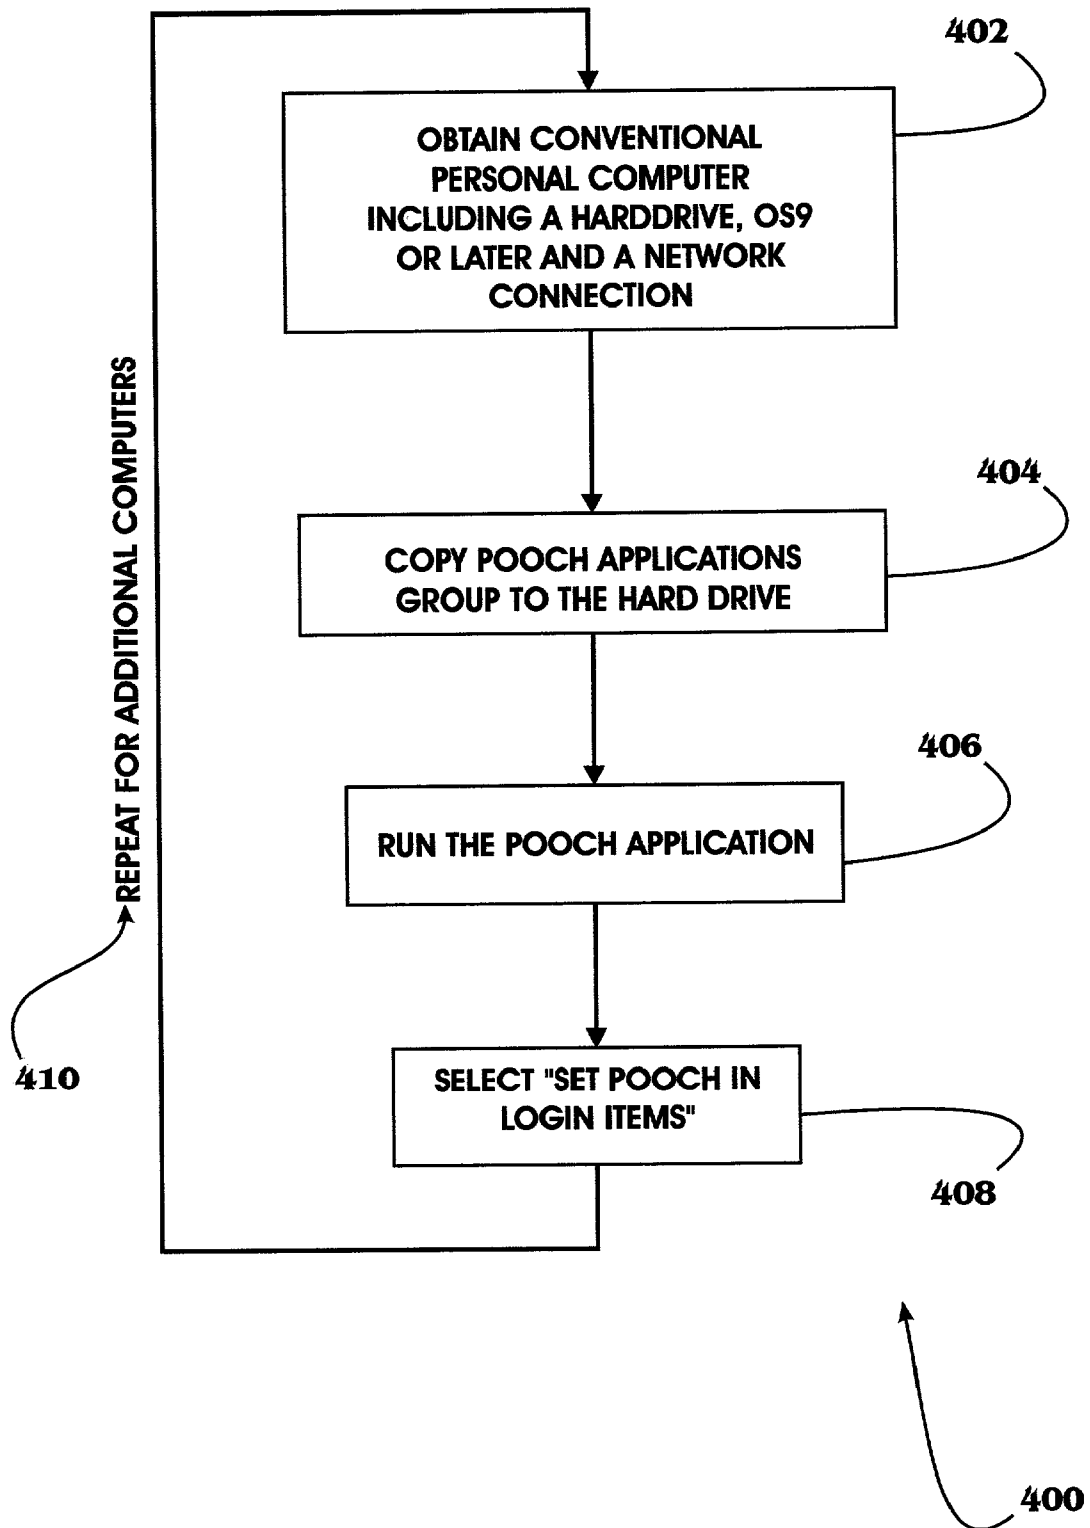 402
OBTAIN CONVENTIONAL
PERSONAL COMPUTER
INCLUDING A HARDDRIVE, OS9
OR LATER AND A NETWORK
CONNECTION
404
COPY POOCH APPLICATIONS
GROUP TO THE HARD DRIVE
406
RUN THE POOCH APPLICATION
SELECT "SET POOCH IN
LOGIN ITEMS"
408
REPEAT FOR ADDITIONAL COMPUTERS
410
400